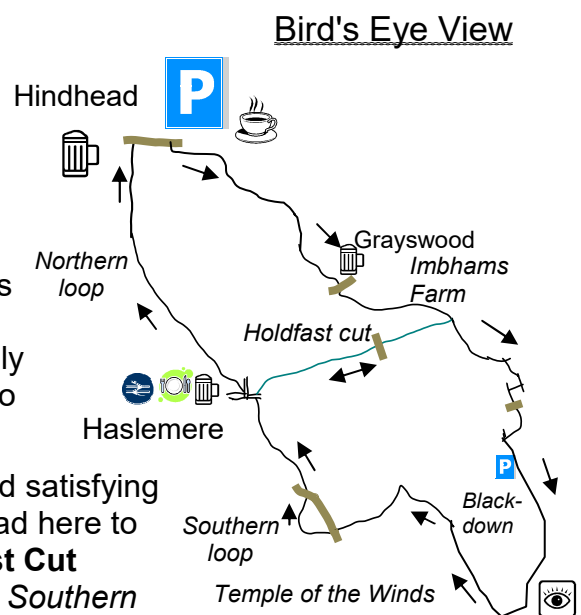 Bird's Eye View
P
Hindhead
Grayswood
Imbhams
Farm
Northern
loop
s
Holdfast cut
ly
o
Haslemere
d satisfying
ad here to
st Cut
Southern
P
Black-
down
Southern
loop
Temple of the Winds